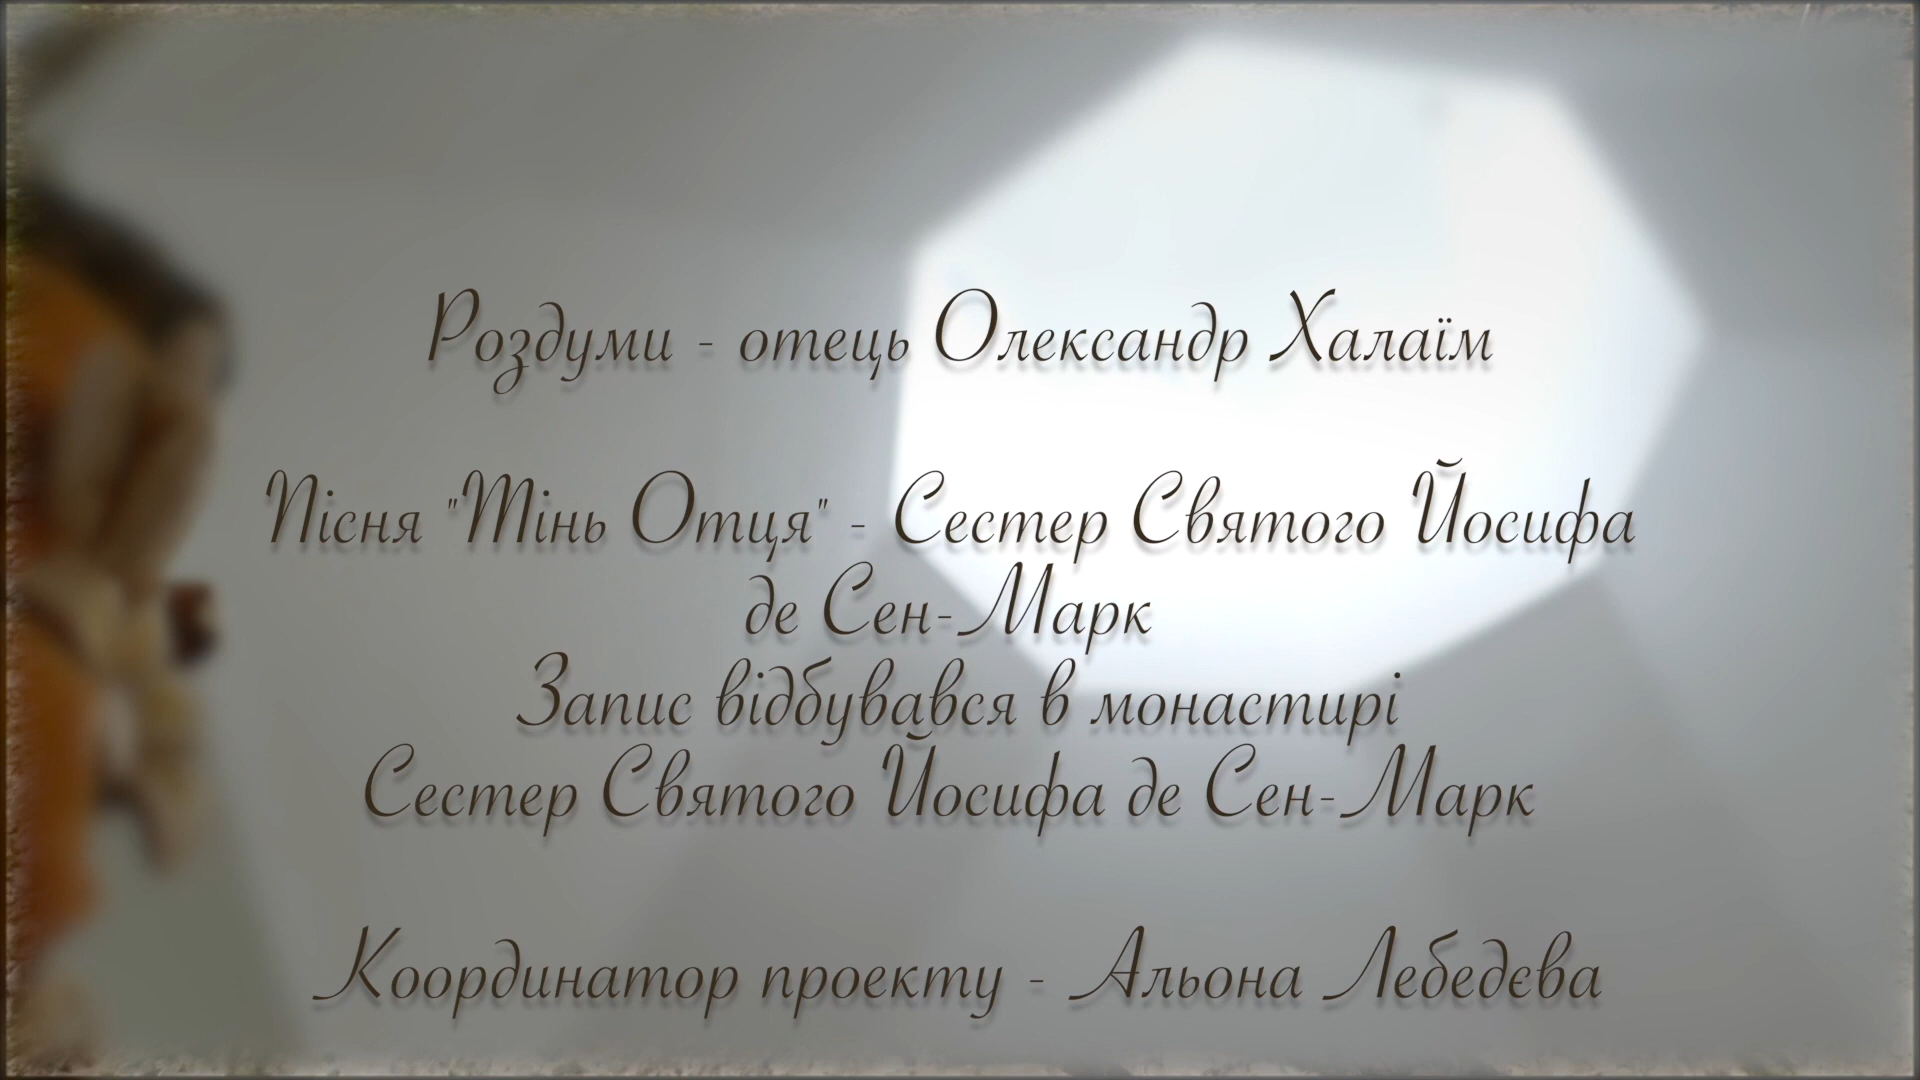 Роздуми - отець Олександр Халаїм
Пісня "Тінь Отця" - Сестер Святого Йосифа
де Сен-Марк
Запис відбувався в монастирі
Сестер Святого Йосифа де Сен-Марк
Координатор проекту - Альона Лебедєва